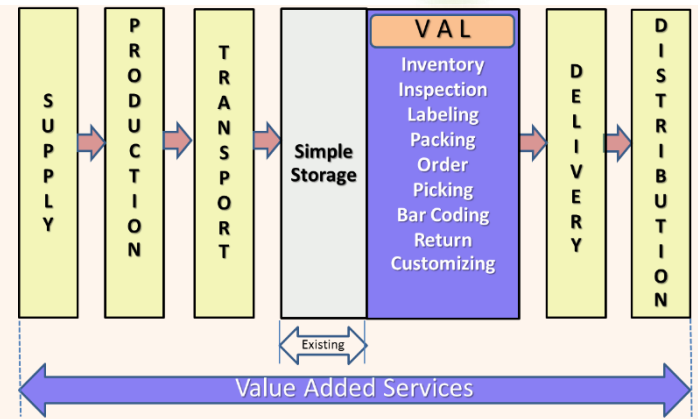 SUPPLY
PRODUCTION
TRANSPORT
Simple
Storage
VAL
Inventory
Inspection
Labeling
Packing
Order
Picking
Bar Coding
Return
Customizing
DELIVERY
DISTRIBUTION
Existing
Value Added Services